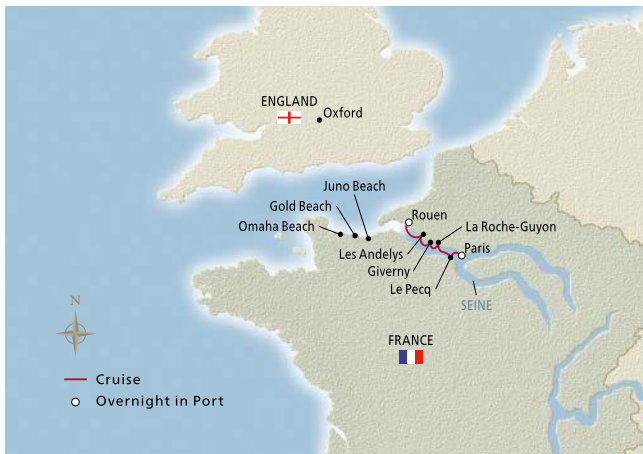 ENGLAND
Oxford
Juno Beach
Gold Beach
Omaha Beach
Rouen
La Roche-Guyon
Les Andelys
Paris
Giverny
Le Pecq
SEINE
N
FRANCE
Cruise
Overnight in Port